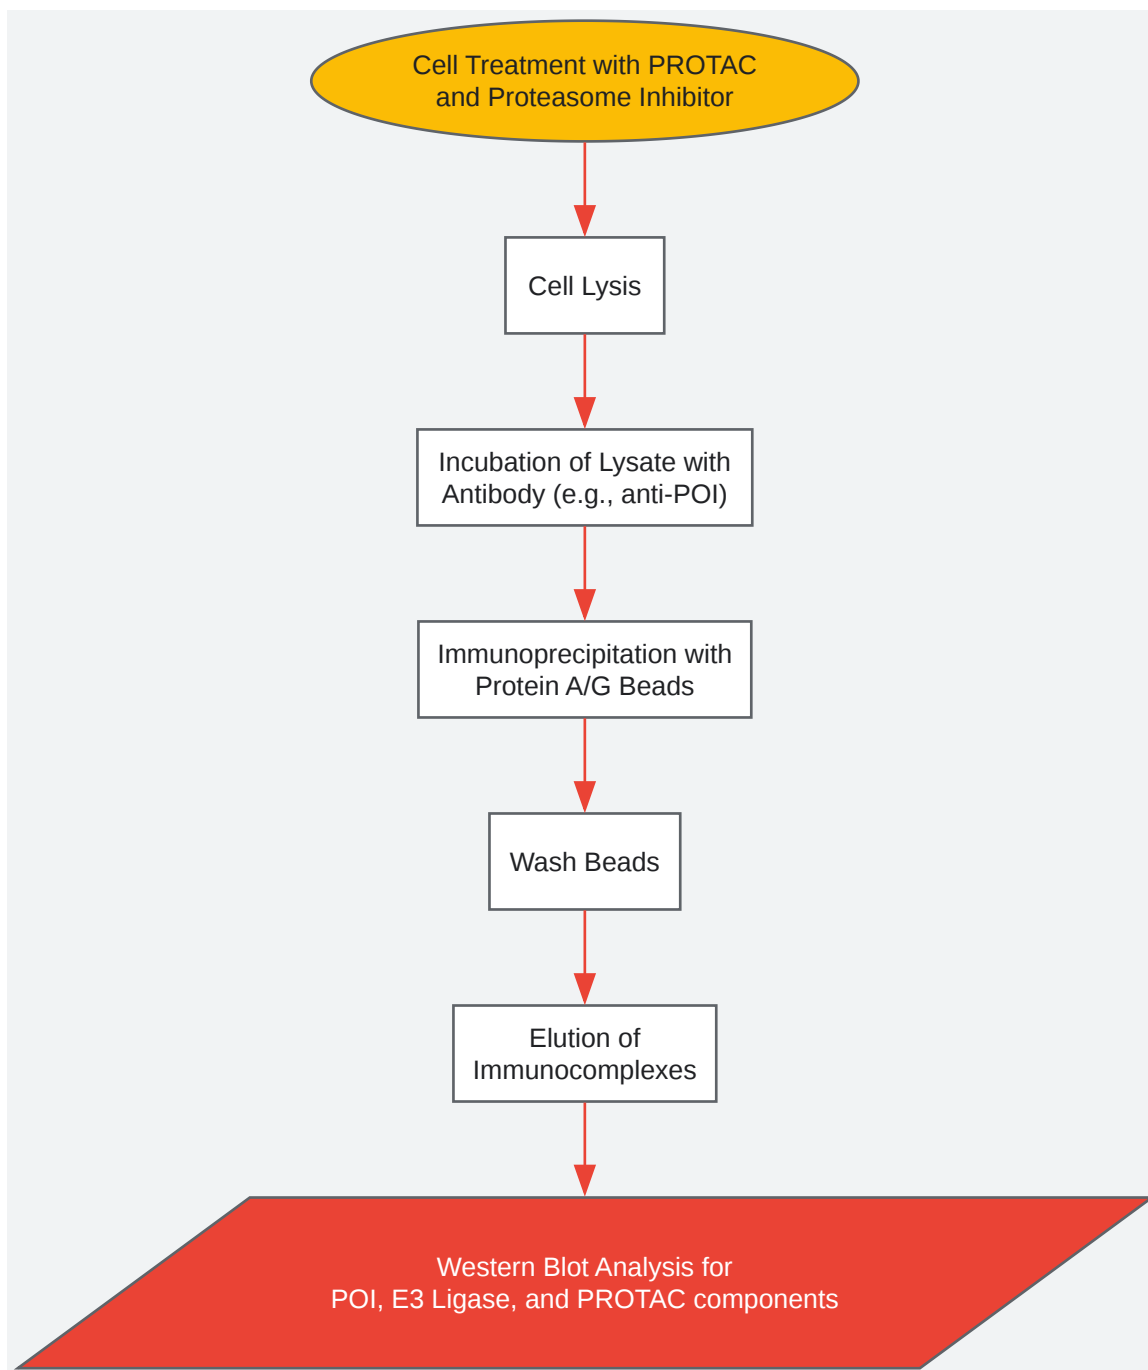 Cell Treatment with PROTAC
and Proteasome Inhibitor
Cell Lysis
Incubation of Lysate with
Antibody (e.g., anti-POI)
Immunoprecipitation with
Protein A/G Beads
Wash Beads
Elution of
Immunocomplexes
Western Blot Analysis for
POI, E3 Ligase, and PROTAC components